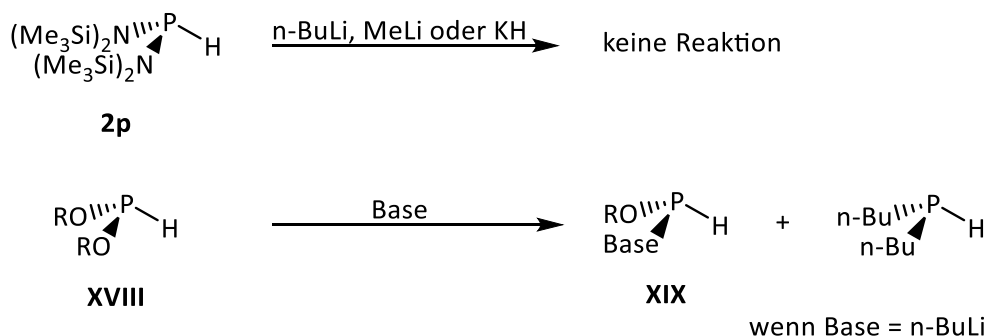 (Me3Si)2N P H n-BuLi, MeLi oder KH keine Reaktion
(Me3Si)2N
2p
RO P H Base RO P H + n-Bu P H
RO Base n-Bu
XVIII XIX
wenn Base = n-BuLi